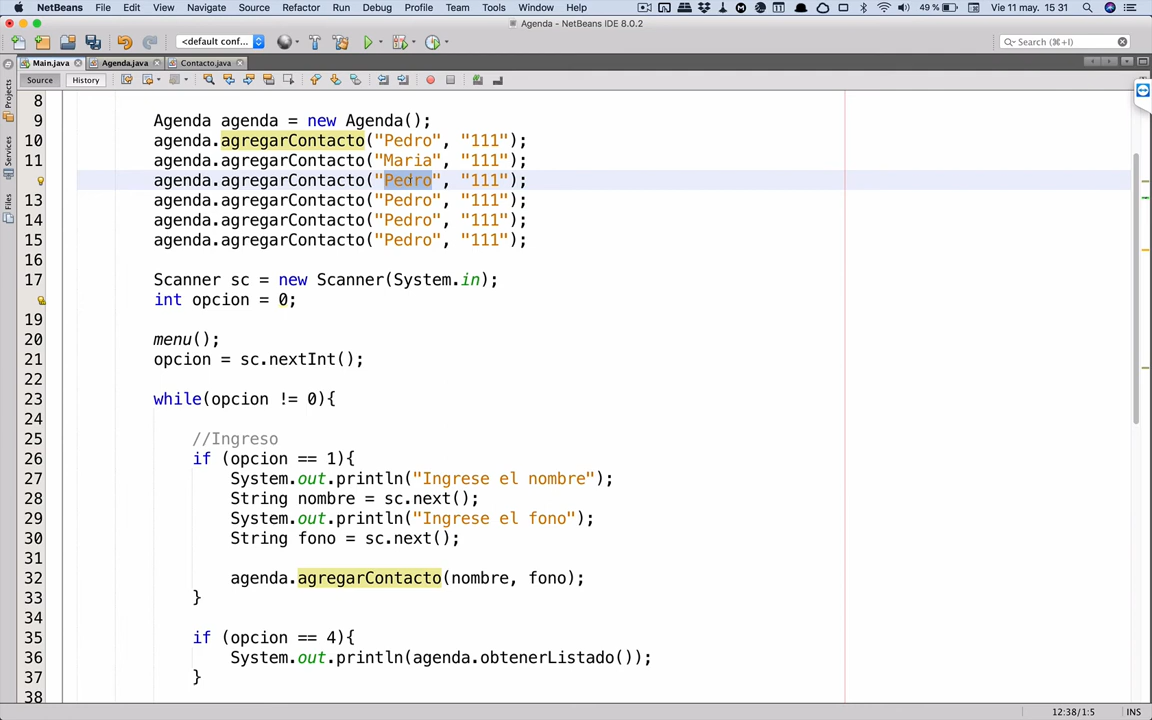 NetBeans File Edit View Navigate Source Refactor Run Debug Profile Team Tools Window Help 49 % Vie 11 may. 15 31
Agenda - NetBeans IDE 8.0.2
<default conf... Search (⌘+I)
Main.java Agenda.java Contacto.java
Source History
Projects
Services
Files
8
9 Agenda agenda = new Agenda();
10 agenda.agregarContacto("Pedro", "111");
11 agenda.agregarContacto("Maria", "111");
agenda.agregarContacto("Pedro", "111");
13 agenda.agregarContacto("Pedro", "111");
14 agenda.agregarContacto("Pedro", "111");
15 agenda.agregarContacto("Pedro", "111");
16
17 Scanner sc = new Scanner(System.in);
int opcion = 0;
19
20 menu();
21 opcion = sc.nextInt();
22
23 while(opcion != 0){
24
25 //Ingreso
26 if (opcion == 1){
27 System.out.println("Ingrese el nombre");
28 String nombre = sc.next();
29 System.out.println("Ingrese el fono");
30 String fono = sc.next();
31
32 agenda.agregarContacto(nombre, fono);
33 }
34
35 if (opcion == 4){
36 System.out.println(agenda.obtenerListado());
37 }
38
12:38/1:5 INS